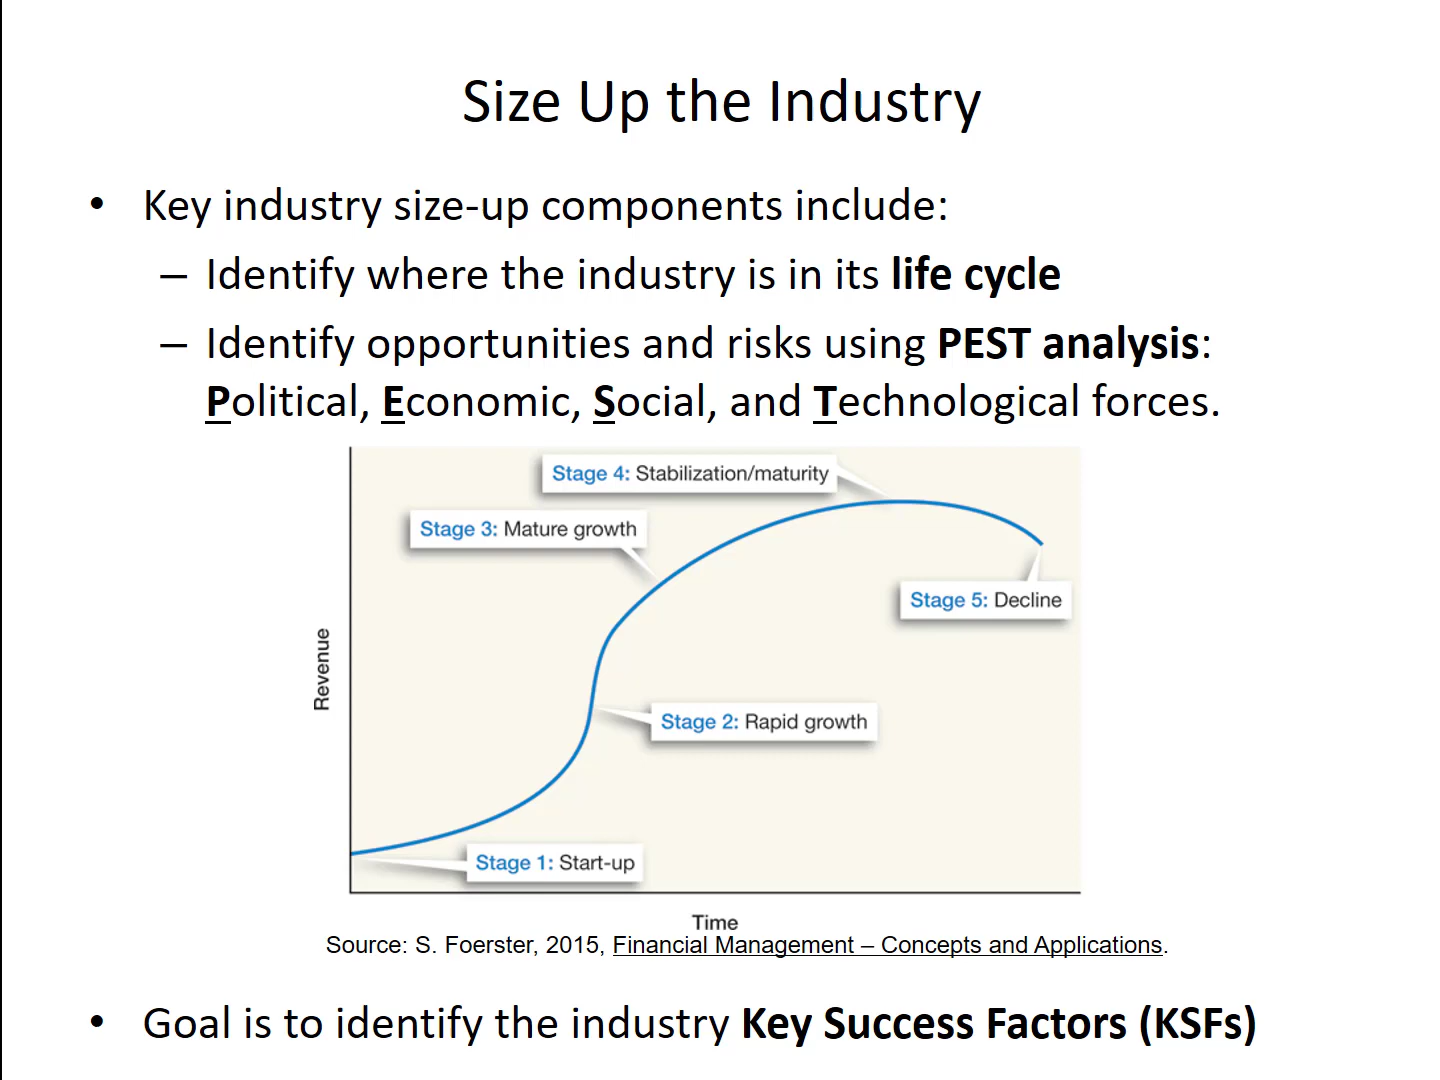 Size Up the Industry
• Key industry size-up components include:
– Identify where the industry is in its life cycle
– Identify opportunities and risks using PEST analysis:
Political, Economic, Social, and Technological forces.
Stage 4: Stabilization/maturity
Stage 3: Mature growth
Stage 5: Decline
Revenue
Stage 2: Rapid growth
Stage 1: Start-up
Time
Source: S. Foerster, 2015, Financial Management – Concepts and Applications.
• Goal is to identify the industry Key Success Factors (KSFs)